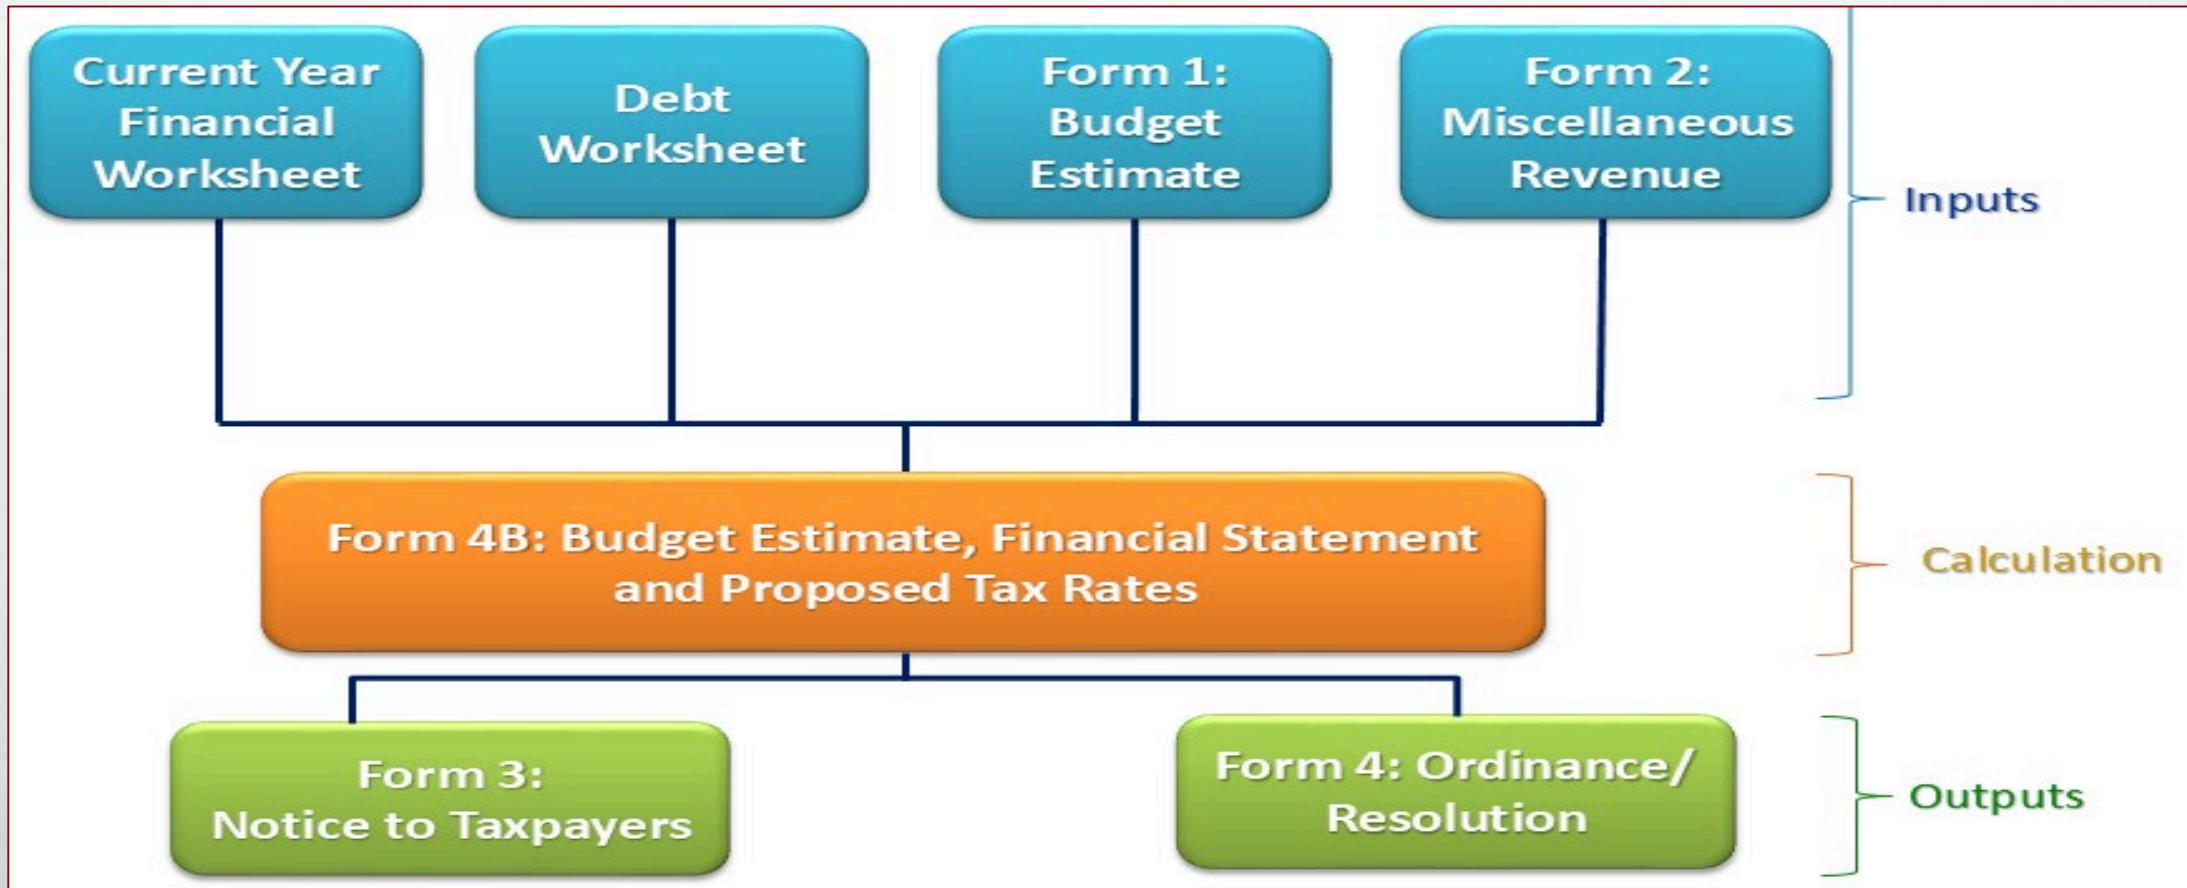 Current Year
Financial
Worksheet
Debt
Worksheet
Form 1:
Budget
Estimate
Form 2:
Miscellaneous
Revenue
Inputs
Form 4B: Budget Estimate, Financial Statement
and Proposed Tax Rates
Calculation
Form 3:
Notice to Taxpayers
Form 4: Ordinance/
Resolution
Outputs